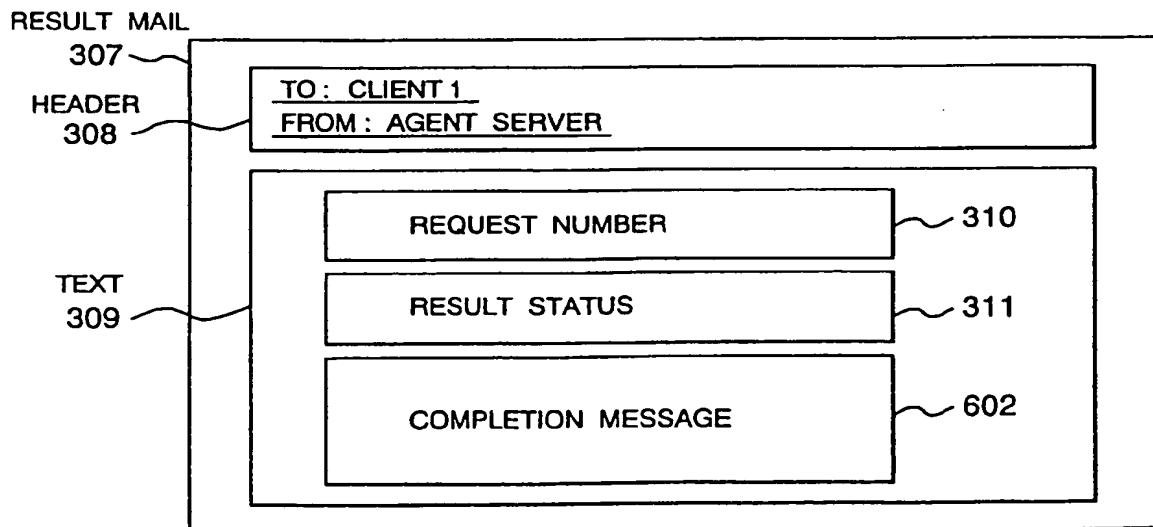 RESULT MAIL
307
HEADER
308
TO : CLIENT 1
FROM : AGENT SERVER
TEXT
309
REQUEST NUMBER
310
RESULT STATUS
311
COMPLETION MESSAGE
602